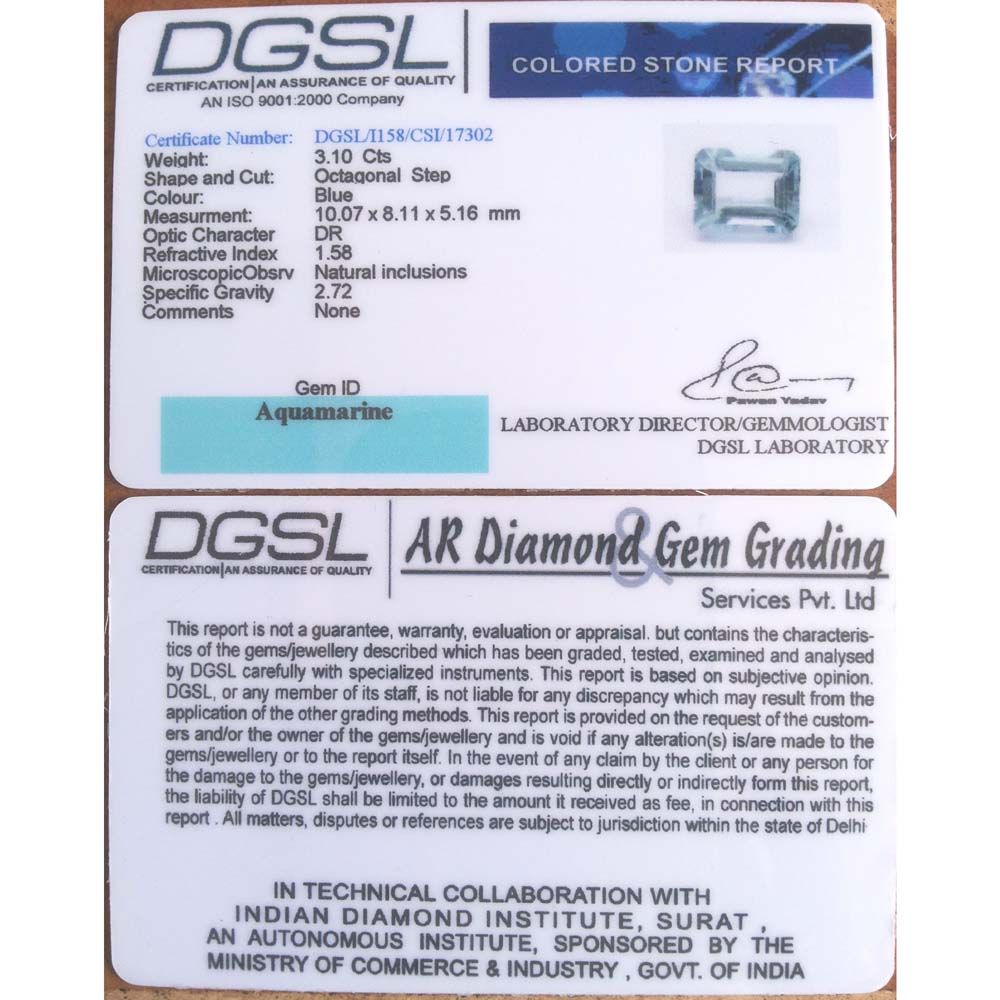 DGSL
CERTIFICATION|AN ASSURANCE OF QUALITY
AN ISO 9001:2000 Company
COLORED STONE REPORT
Certificate Number: DGSL/I158/CSI/17302
Weight: 3.10 Cts
Shape and Cut: Octagonal Step
Colour: Blue
Measurment: 10.07 x 8.11 x 5.16 mm
Optic Character DR
Refractive Index 1.58
MicroscopicObsrv Natural inclusions
Specific Gravity 2.72
Comments None
Gem ID
Aquamarine
Pawan Yadav
LABORATORY DIRECTOR/GEMMOLOGIST
DGSL LABORATORY
DGSL
CERTIFICATION|AN ASSURANCE OF QUALITY
AR Diamond & Gem Grading
Services Pvt. Ltd
This report is not a guarantee, warranty, evaluation or appraisal. but contains the characteris-
tics of the gems/jewellery described which has been graded, tested, examined and analysed
by DGSL carefully with specialized instruments. This report is based on subjective opinion.
DGSL, or any member of its staff, is not liable for any discrepancy which may result from the
application of the other grading methods. This report is provided on the request of the custom-
ers and/or the owner of the gems/jewellery and is void if any alteration(s) is/are made to the
gems/jewellery or to the report itself. In the event of any claim by the client or any person for
the damage to the gems/jewellery, or damages resulting directly or indirectly form this report,
the liability of DGSL shall be limited to the amount it received as fee, in connection with this
report . All matters, disputes or references are subject to jurisdiction within the state of Delhi
IN TECHNICAL COLLABORATION WITH
INDIAN DIAMOND INSTITUTE, SURAT ,
AN AUTONOMOUS INSTITUTE, SPONSORED BY THE
MINISTRY OF COMMERCE & INDUSTRY , GOVT. OF INDIA